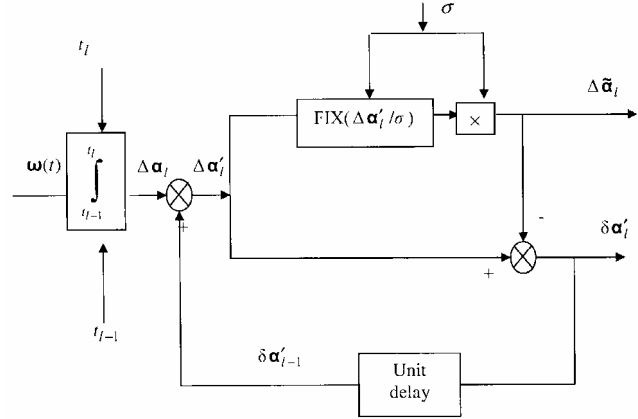 σ
t_l
FIX(Δα′_l /σ)
×
Δα̃_l
ω(t)
t_l
∫
t_{l-1}
Δα_l
Δα′_l
+
-
δα′_l
+
t_{l-1}
δα′_{l-1}
Unit
delay